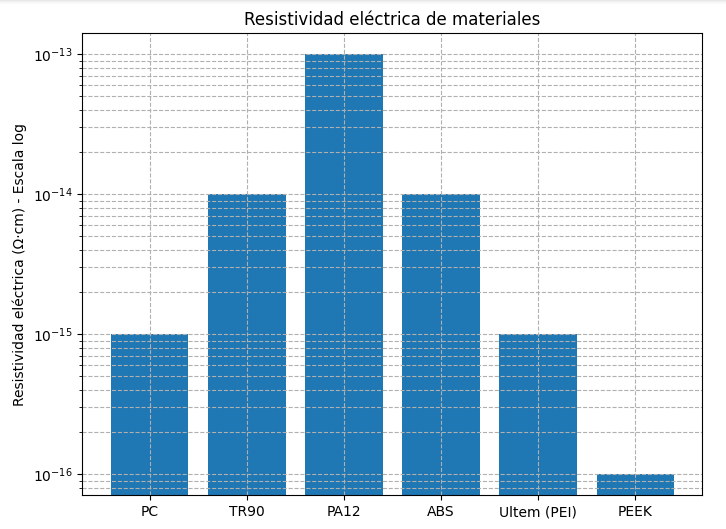 Resistividad eléctrica de materiales
Resistividad eléctrica (Ω·cm) - Escala log
10⁻¹³
10⁻¹⁴
10⁻¹⁵
10⁻¹⁶
PC TR90 PA12 ABS Ultem (PEI) PEEK